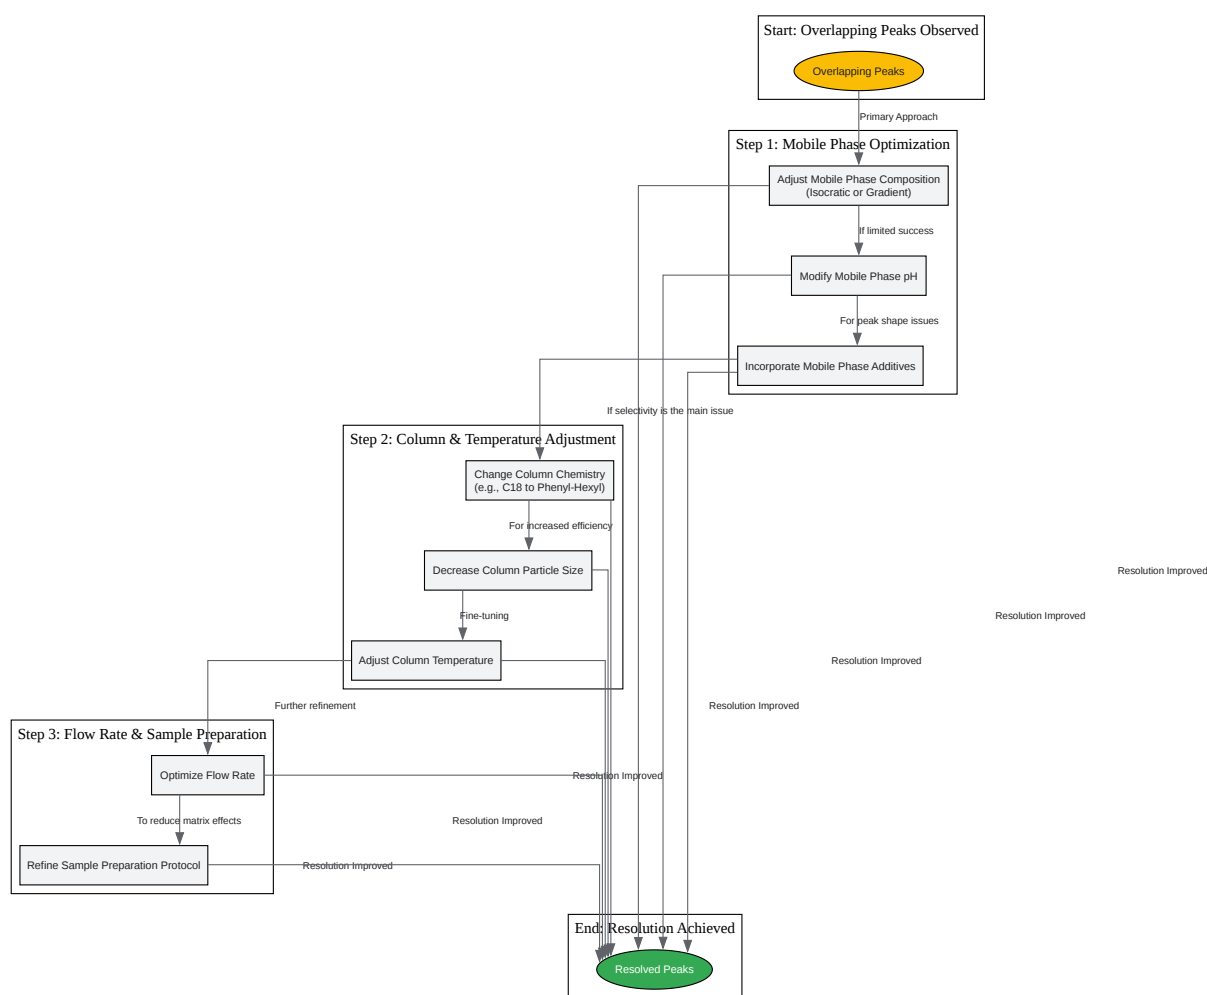 Start: Overlapping Peaks Observed
Overlapping Peaks
Primary Approach
Step 1: Mobile Phase Optimization
Adjust Mobile Phase Composition
(Isocratic or Gradient)
If limited success
Modify Mobile Phase pH
For peak shape issues
Incorporate Mobile Phase Additives
If selectivity is the main issue
Step 2: Column & Temperature Adjustment
Change Column Chemistry
(e.g., C18 to Phenyl-Hexyl)
For increased efficiency
Decrease Column Particle Size
Resolution Improved
Fine-tuning
Resolution Improved
Adjust Column Temperature
Resolution Improved
Further refinement
Resolution Improved
Step 3: Flow Rate & Sample Preparation
Optimize Flow Rate
Resolution Improved
To reduce matrix effects
Resolution Improved
Refine Sample Preparation Protocol
Resolution Improved
End: Resolution Achieved
Resolved Peaks